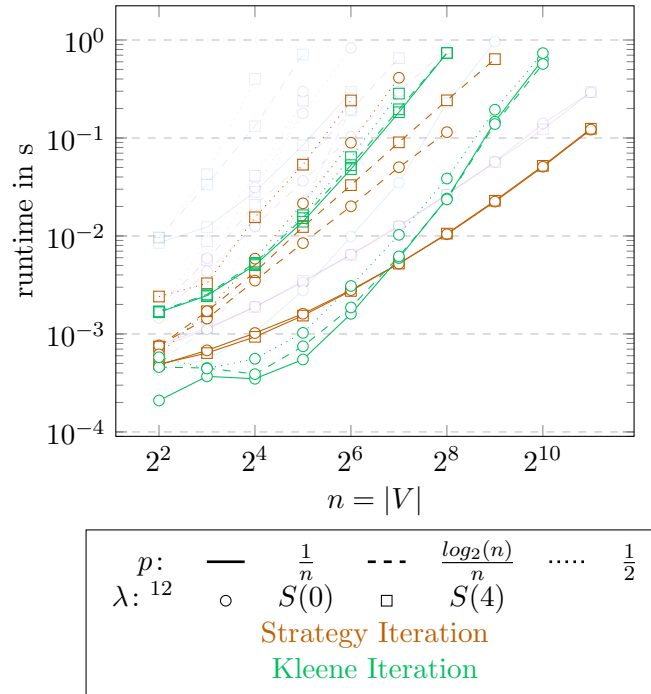 10^0
10^{-1}
10^{-2}
10^{-3}
10^{-4}
runtime in s
2^2 2^4 2^6 2^8 2^{10}
n = |V|
p: 1/n log_2(n)/n 1/2
λ: ^{12} S(0) S(4)
Strategy Iteration
Kleene Iteration